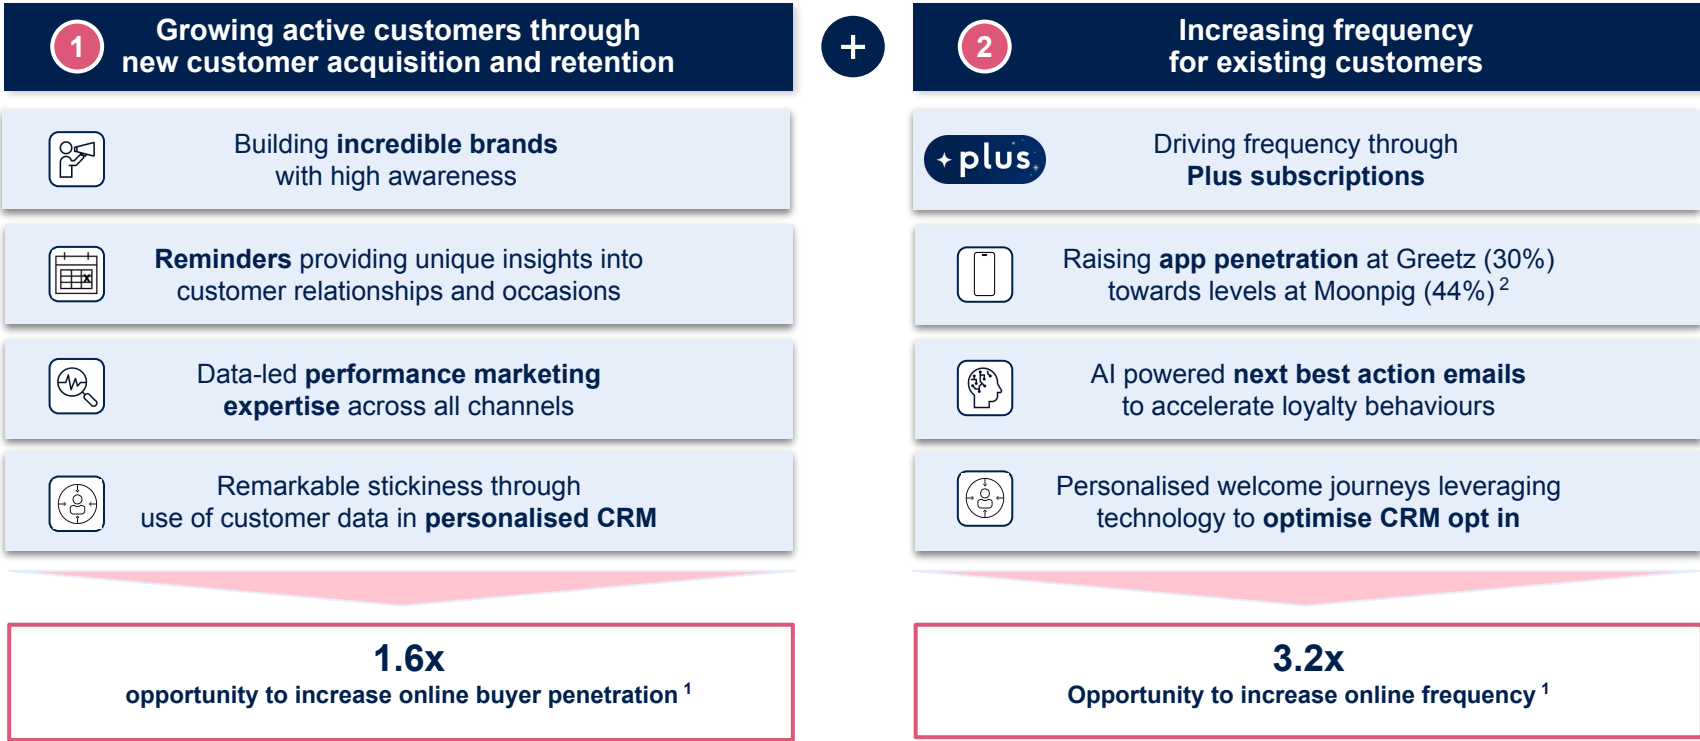 1
Growing active customers through
new customer acquisition and retention
Building incredible brands
with high awareness
Reminders providing unique insights into
customer relationships and occasions
Data-led performance marketing
expertise across all channels
Remarkable stickiness through
use of customer data in personalised CRM
1.6x
opportunity to increase online buyer penetration 1
+
2
Increasing frequency
for existing customers
plus
Driving frequency through
Plus subscriptions
Raising app penetration at Greetz (30%)
towards levels at Moonpig (44%) 2
AI powered next best action emails
to accelerate loyalty behaviours
Personalised welcome journeys leveraging
technology to optimise CRM opt in
3.2x
Opportunity to increase online frequency 1